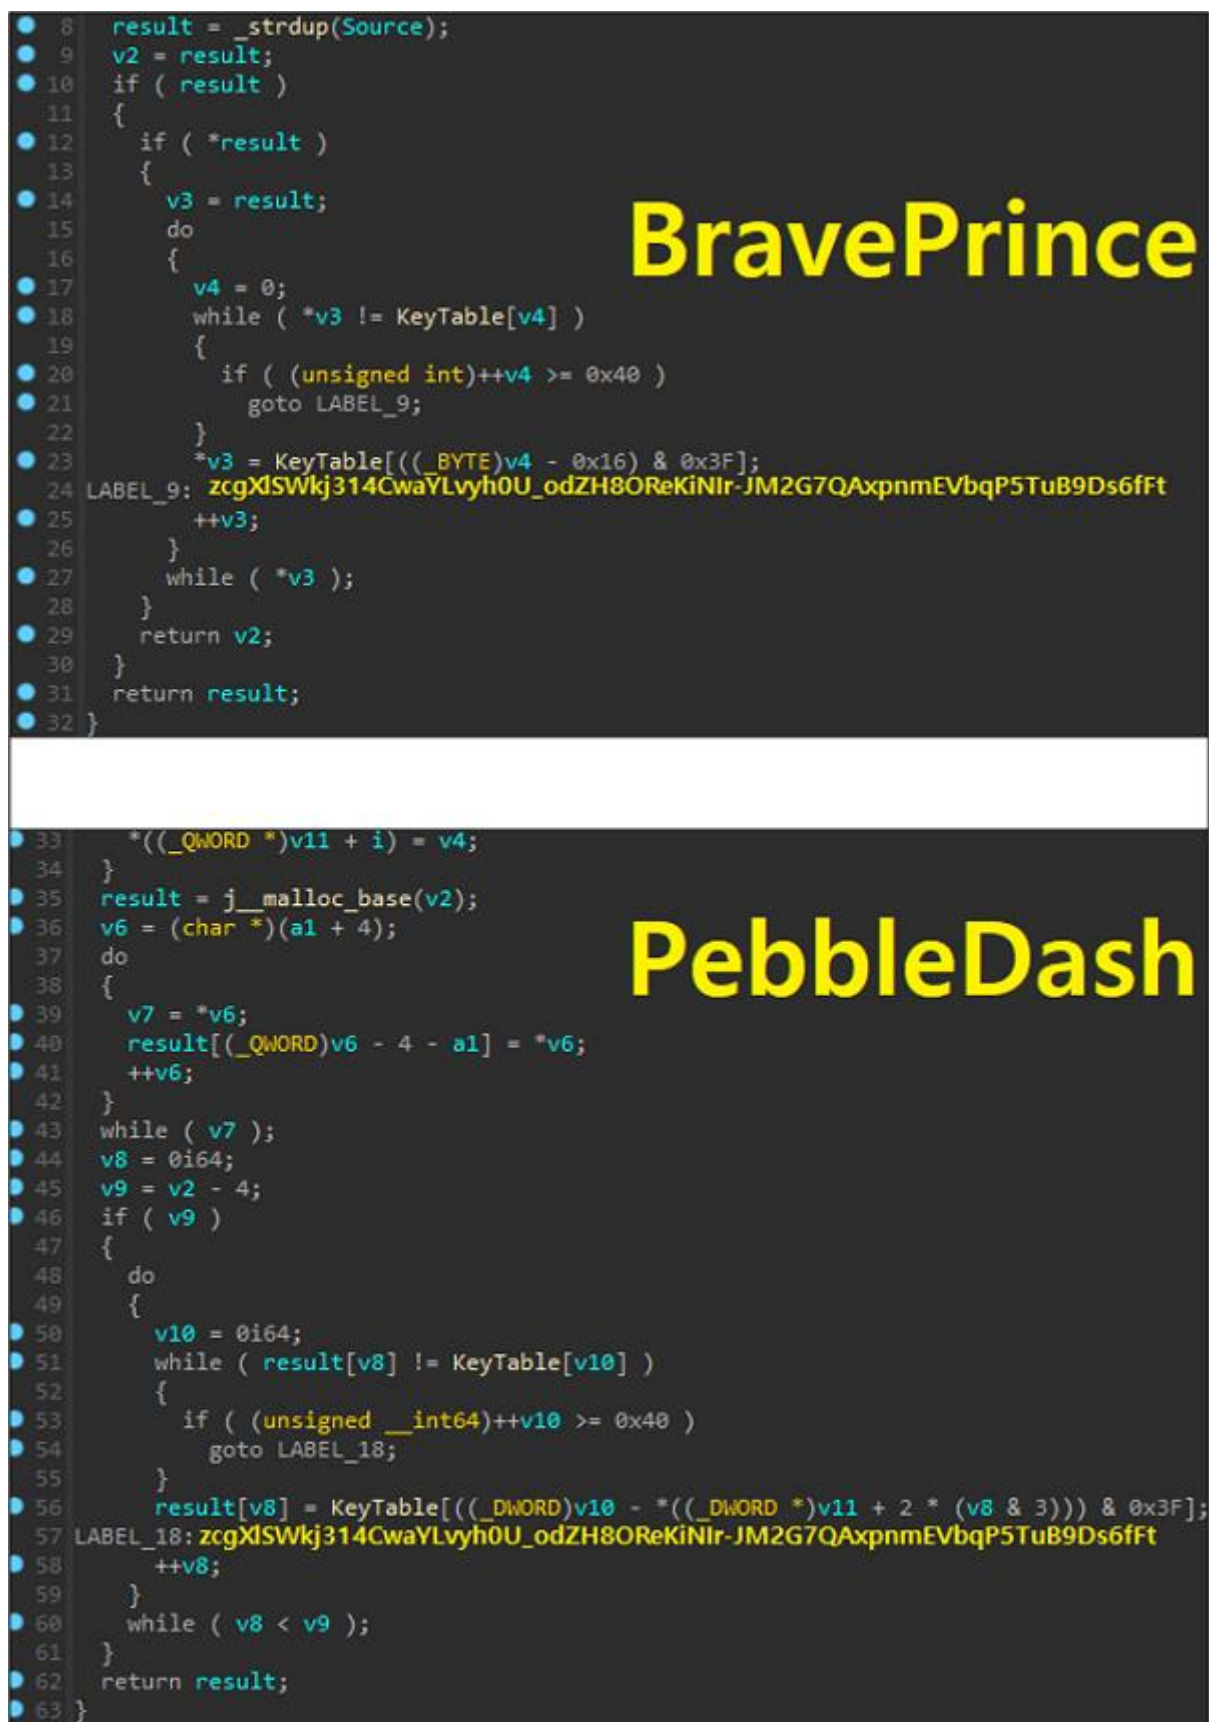 8 result = _strdup(Source);
9 v2 = result;
10 if ( result )
11 {
12 if ( *result )
13 {
14 v3 = result;
15 do
16 {
BravePrince
17 v4 = 0;
18 while ( *v3 != KeyTable[v4] )
19 {
20 if ( (unsigned int)++v4 >= 0x40 )
21 goto LABEL_9;
22 }
23 *v3 = KeyTable[((_BYTE)v4 - 0x16) & 0x3F];
24 LABEL_9: zcgXlSWkj314CwaYLvyh0U_odZH8OReKiNIr-JM2G7QAxpnmEVbqP5TuB9Ds6fFt
25 ++v3;
26 }
27 while ( *v3 );
28 }
29 return v2;
30 }
31 return result;
32 }
33 *((_QWORD *)v11 + i) = v4;
34 }
35 result = j__malloc_base(v2);
36 v6 = (char *)(a1 + 4);
37 do
38 {
PebbleDash
39 v7 = *v6;
40 result[(_QWORD)v6 - 4 - a1] = *v6;
41 ++v6;
42 }
43 while ( v7 );
44 v8 = 0i64;
45 v9 = v2 - 4;
46 if ( v9 )
47 {
48 do
49 {
50 v10 = 0i64;
51 while ( result[v8] != KeyTable[v10] )
52 {
53 if ( (unsigned __int64)++v10 >= 0x40 )
54 goto LABEL_18;
55 }
56 result[v8] = KeyTable[((_DWORD)v10 - *((_DWORD *)v11 + 2 * (v8 & 3))) & 0x3F];
57 LABEL_18: zcgXlSWkj314CwaYLvyh0U_odZH8OReKiNIr-JM2G7QAxpnmEVbqP5TuB9Ds6fFt
58 ++v8;
59 }
60 while ( v8 < v9 );
61 }
62 return result;
63 }